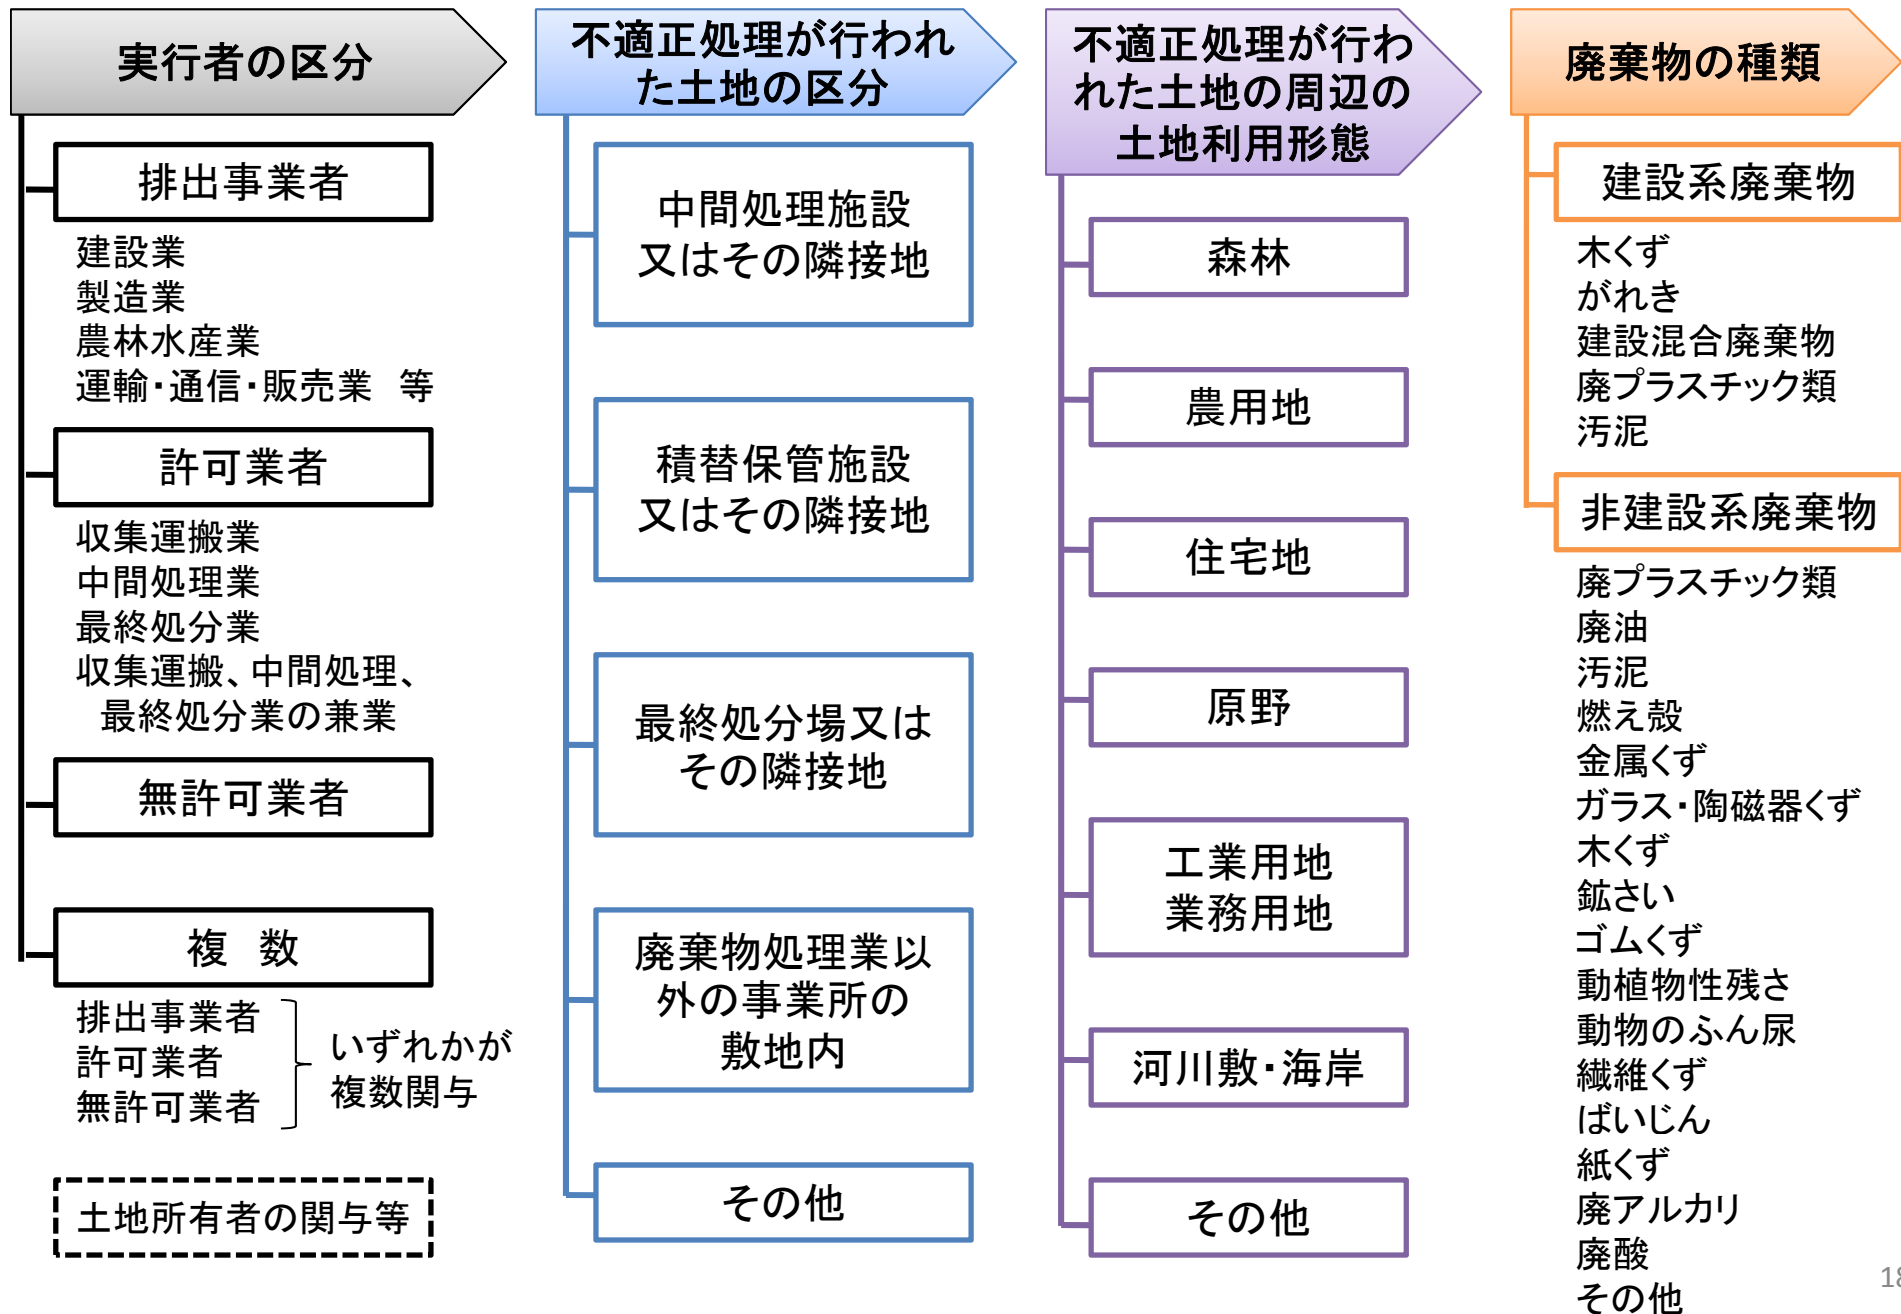 実行者の区分
排出事業者
建設業
製造業
農林水産業
運輸・通信・販売業　等
許可業者
収集運搬業
中間処理業
最終処分業
収集運搬、中間処理、
最終処分業の兼業
無許可業者
複　数
排出事業者
許可業者
無許可業者
いずれかが
複数関与
土地所有者の関与等
不適正処理が行われ
た土地の区分
中間処理施設
又はその隣接地
積替保管施設
又はその隣接地
最終処分場又は
その隣接地
廃棄物処理業以
外の事業所の
敷地内
その他
不適正処理が行わ
れた土地の周辺の
土地利用形態
森林
農用地
住宅地
原野
工業用地
業務用地
河川敷・海岸
その他
廃棄物の種類
建設系廃棄物
木くず
がれき
建設混合廃棄物
廃プラスチック類
汚泥
非建設系廃棄物
廃プラスチック類
廃油
汚泥
燃え殻
金属くず
ガラス・陶磁器くず
木くず
鉱さい
ゴムくず
動植物性残さ
動物のふん尿
繊維くず
ばいじん
紙くず
廃アルカリ
廃酸
その他
18